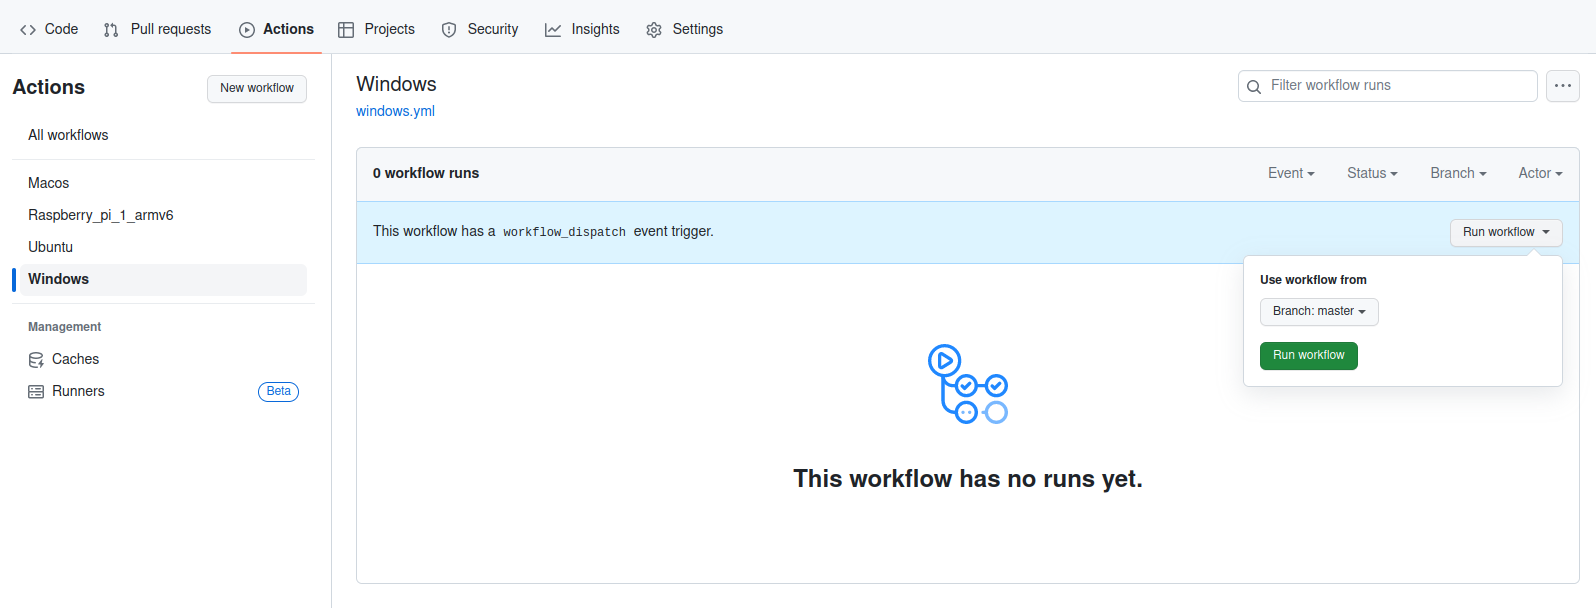 Code Pull requests Actions Projects Security Insights Settings
Actions
New workflow
All workflows
Macos
Raspberry_pi_1_armv6
Ubuntu
Windows
Management
Caches
Runners Beta
Windows
windows.yml
Filter workflow runs
0 workflow runs
Event Status Branch Actor
This workflow has a workflow_dispatch event trigger.
Run workflow
Use workflow from
Branch: master
Run workflow
This workflow has no runs yet.